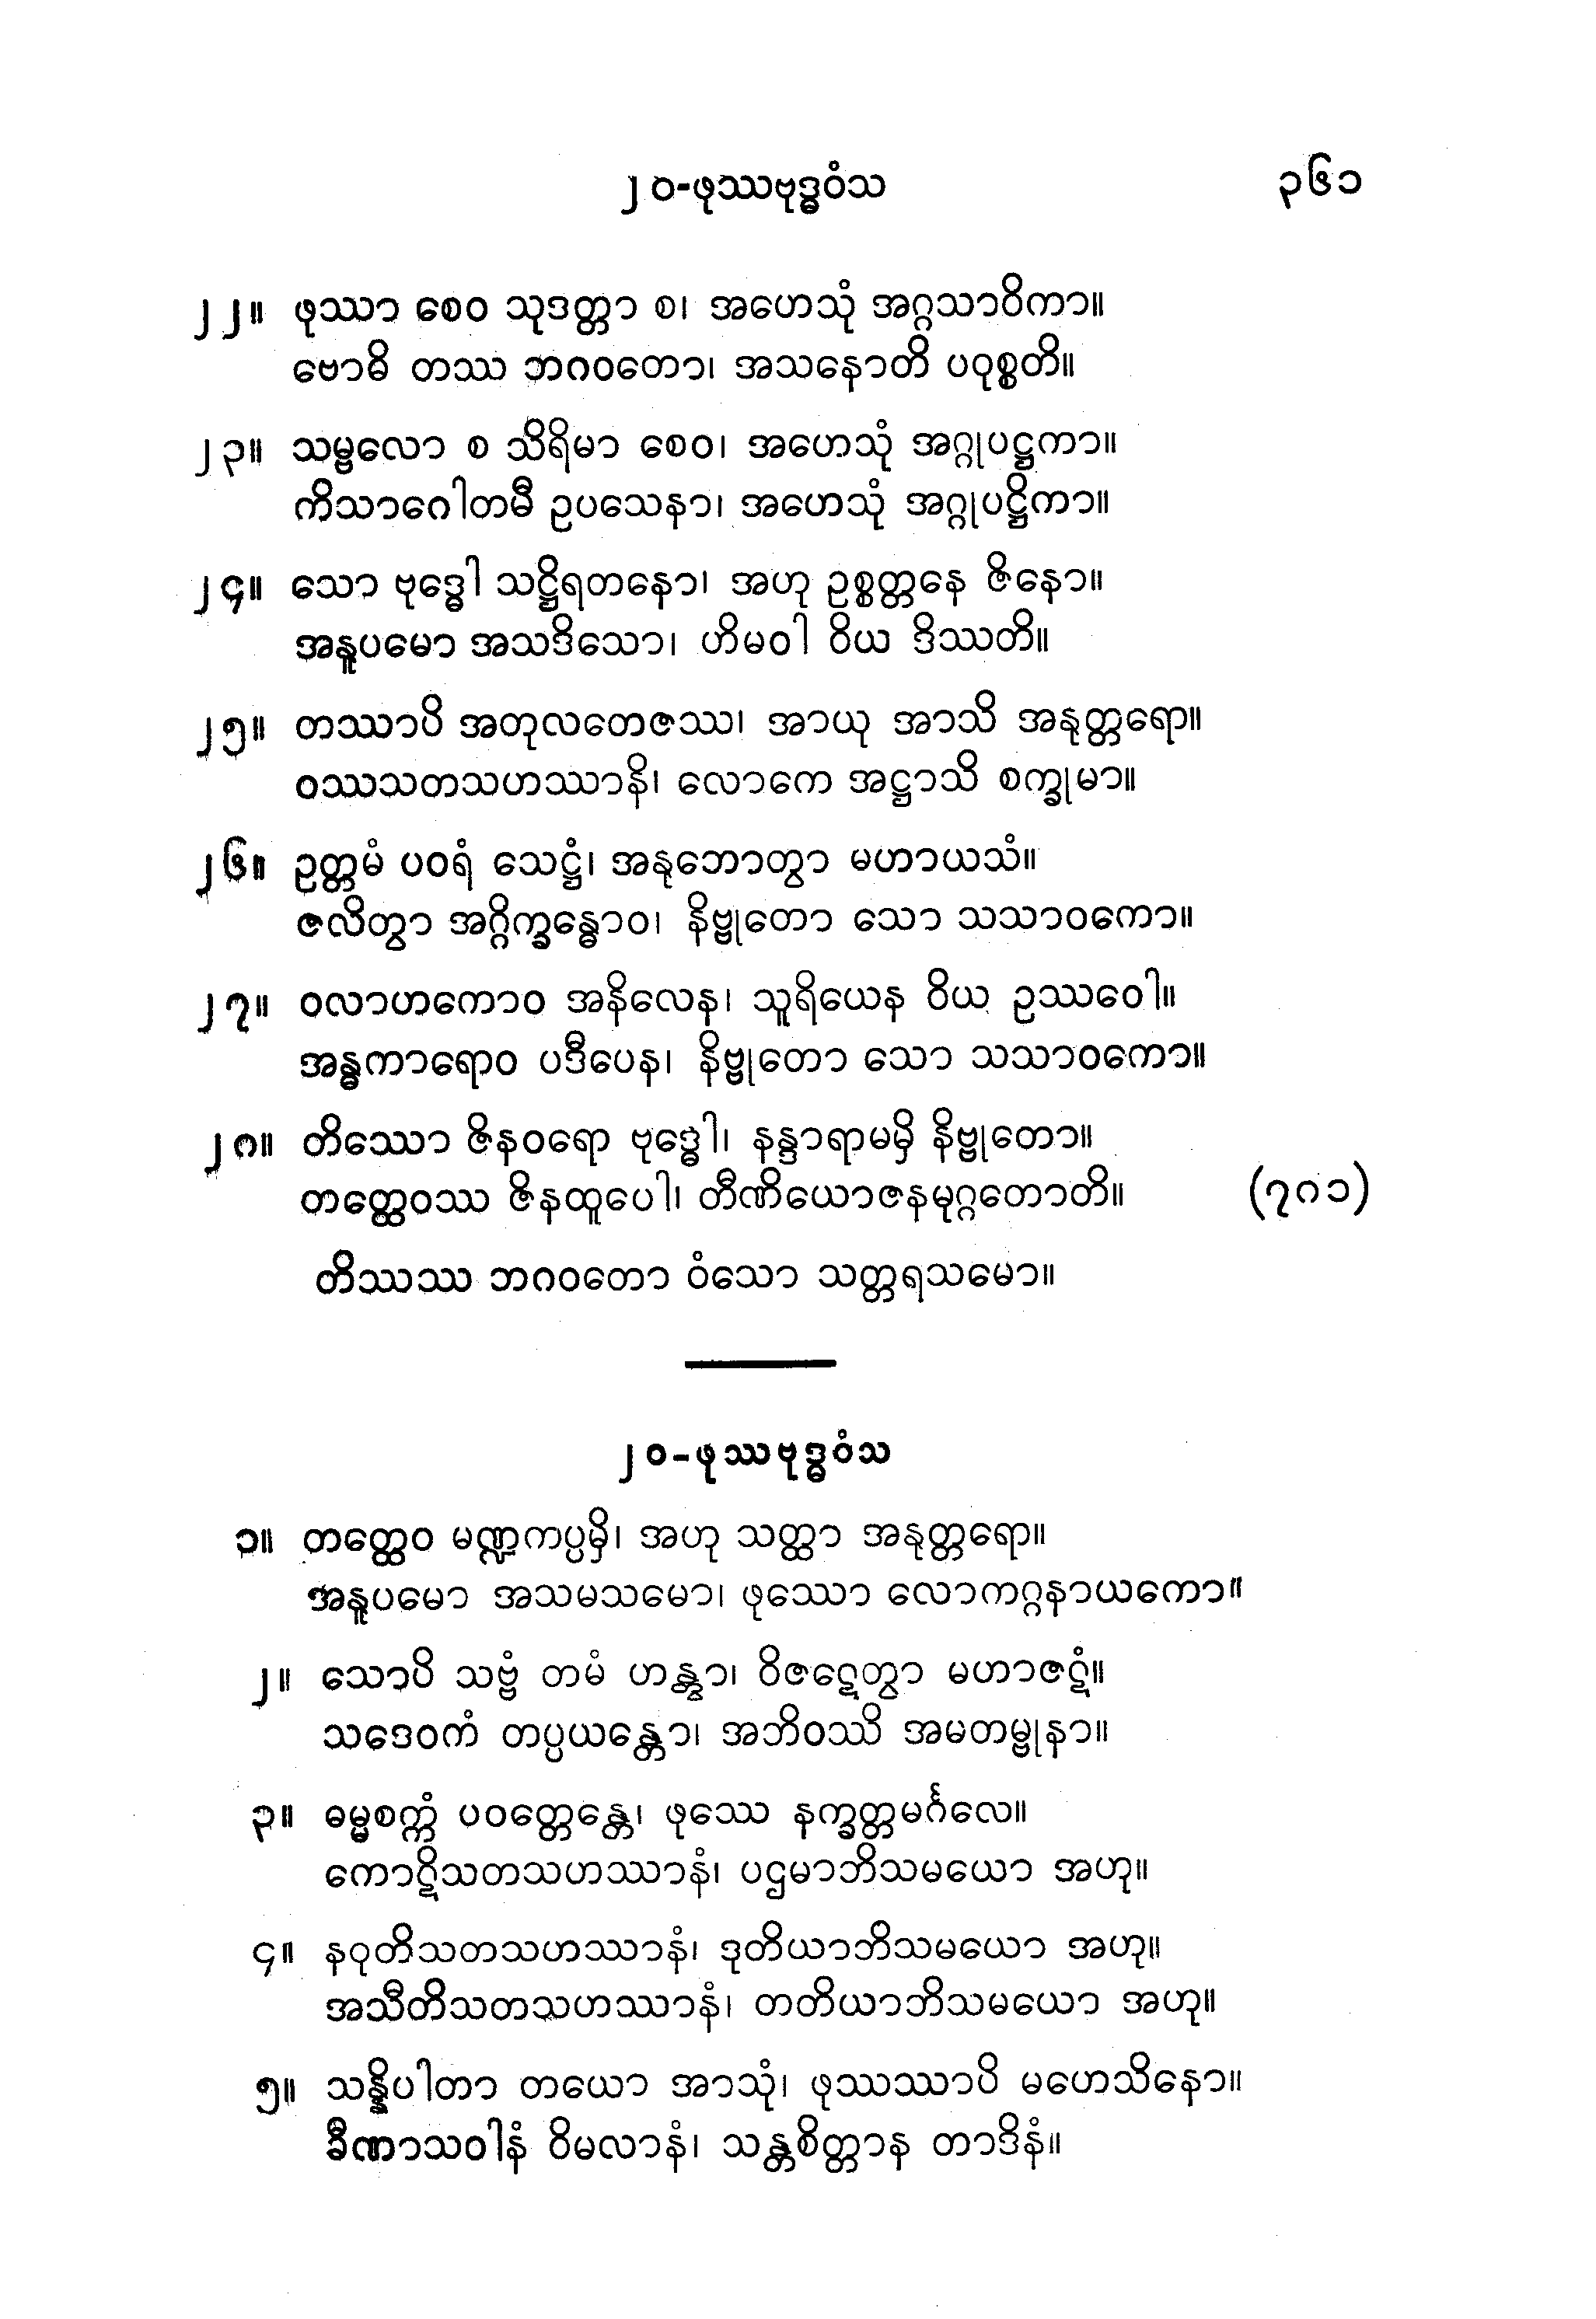 ၂၀-ဖုဿဗုဒ္ဓဝံသ ၃၆၁
၂၂။ ဖုဿာ စေဝ သုဒတ္တာ စ၊ အဟေသုံ အဂ္ဂသာဝိကာ။
ဗောဓိ တဿ ဘဂဝတော၊ အသနောတိ ပဝုစ္စတိ။
၂၃။ သမ္ဗလော စ သိရိမာ စေဝ၊ အဟေသုံ အဂ္ဂုပဋ္ဌကာ။
ကိသာဂေါတမီ ဥပသေနာ၊ အဟေသုံ အဂ္ဂုပဋ္ဌိကာ။
၂၄။ သော ဗုဒ္ဓေါ သဋ္ဌိရတနော၊ အဟု ဥစ္စတ္တနေ ဇိနော။
အနူပမော အသဒိသော၊ ဟိမဝါ ဝိယ ဒိဿတိ။
၂၅။ တဿာပိ အတုလတေဇဿ၊ အာယု အာသိ အနုတ္တရော။
ဝဿသတသဟဿာနိ၊ လောကေ အဋ္ဌာသိ စက္ခုမာ။
၂၆။ ဥတ္တမံ ပဝရံ သေဋ္ဌံ၊ အနုဘောတွာ မဟာယသံ။
ဇလိတွာ အဂ္ဂိက္ခန္ဓောဝ၊ နိဗ္ဗုတော သော သသာဝကော။
၂၇။ ဝလာဟကောဝ အနိလေန၊ သူရိယေန ဝိယ ဥဿဝေါ။
အန္ဓကာရောဝ ပဒီပေန၊ နိဗ္ဗုတော သော သသာဝကော။
၂၈။ တိဿော ဇိနဝရော ဗုဒ္ဓေါ၊ နန္ဒာရာမမှိ နိဗ္ဗုတော။
တတ္ထေဝဿ ဇိနထူပေါ၊ တီဏိယောဇနမုဂ္ဂတောတိ။ (၇၈၁)
တိဿဿ ဘဂဝတော ဝံသော သတ္တရသမော။
၂၀-ဖုဿဗုဒ္ဓဝံသ
၁။ တတ္ထေဝ မဏ္ဍကပ္ပမှိ၊ အဟု သတ္ထာ အနုတ္တရော။
အနူပမော အသမသမော၊ ဖုဿော လောကဂ္ဂနာယကော။
၂။ သောပိ သဗ္ဗံ တမံ ဟန္တွာ၊ ဝိဇဋေတွာ မဟာဇဋံ။
သဒေဝကံ တပ္ပယန္တော၊ အဘိဝဿိ အမတမ္ဗုနာ။
၃။ ဓမ္မစက္ကံ ပဝတ္တေန္တေ၊ ဖုဿေ နက္ခတ္တမင်္ဂလေ။
ကောဋိသတသဟဿာနံ၊ ပဌမာဘိသမယော အဟု။
၄။ နဝုတိသတသဟဿာနံ၊ ဒုတိယာဘိသမယော အဟု။
အသီတိသတသဟဿာနံ၊ တတိယာဘိသမယော အဟု။
၅။ သန္နိပါတာ တယော အာသုံ၊ ဖုဿဿာပိ မဟေသိနော။
ခီဏာသဝါနံ ဝိမလာနံ၊ သန္တစိတ္တာန တာဒိနံ။